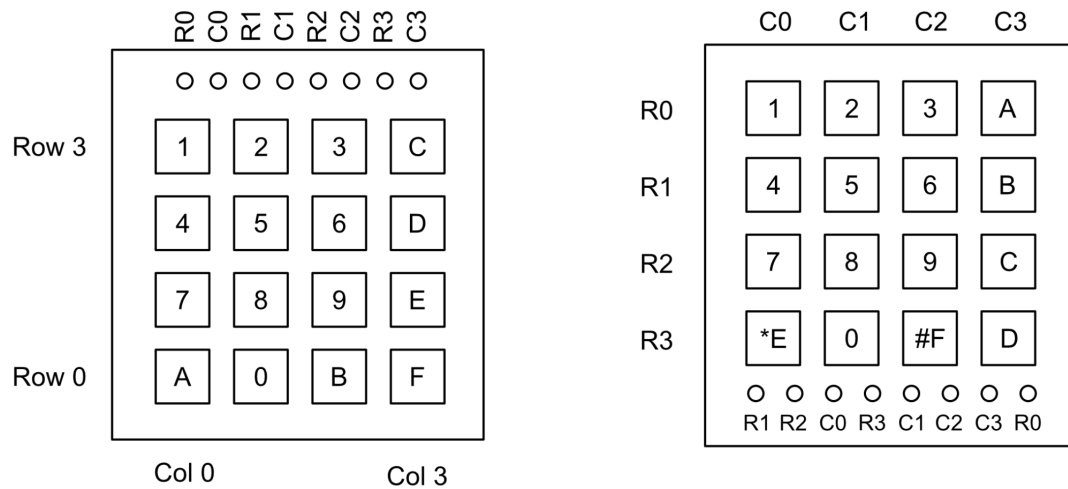 R0 C0 R1 C1 R2 C2 R3 C3
Row 3
1 2 3 C
4 5 6 D
7 8 9 E
Row 0
A 0 B F
Col 0 Col 3
C0 C1 C2 C3
R0 1 2 3 A
R1 4 5 6 B
R2 7 8 9 C
R3 *E 0 #F D
R1 R2 C0 R3 C1 C2 C3 R0